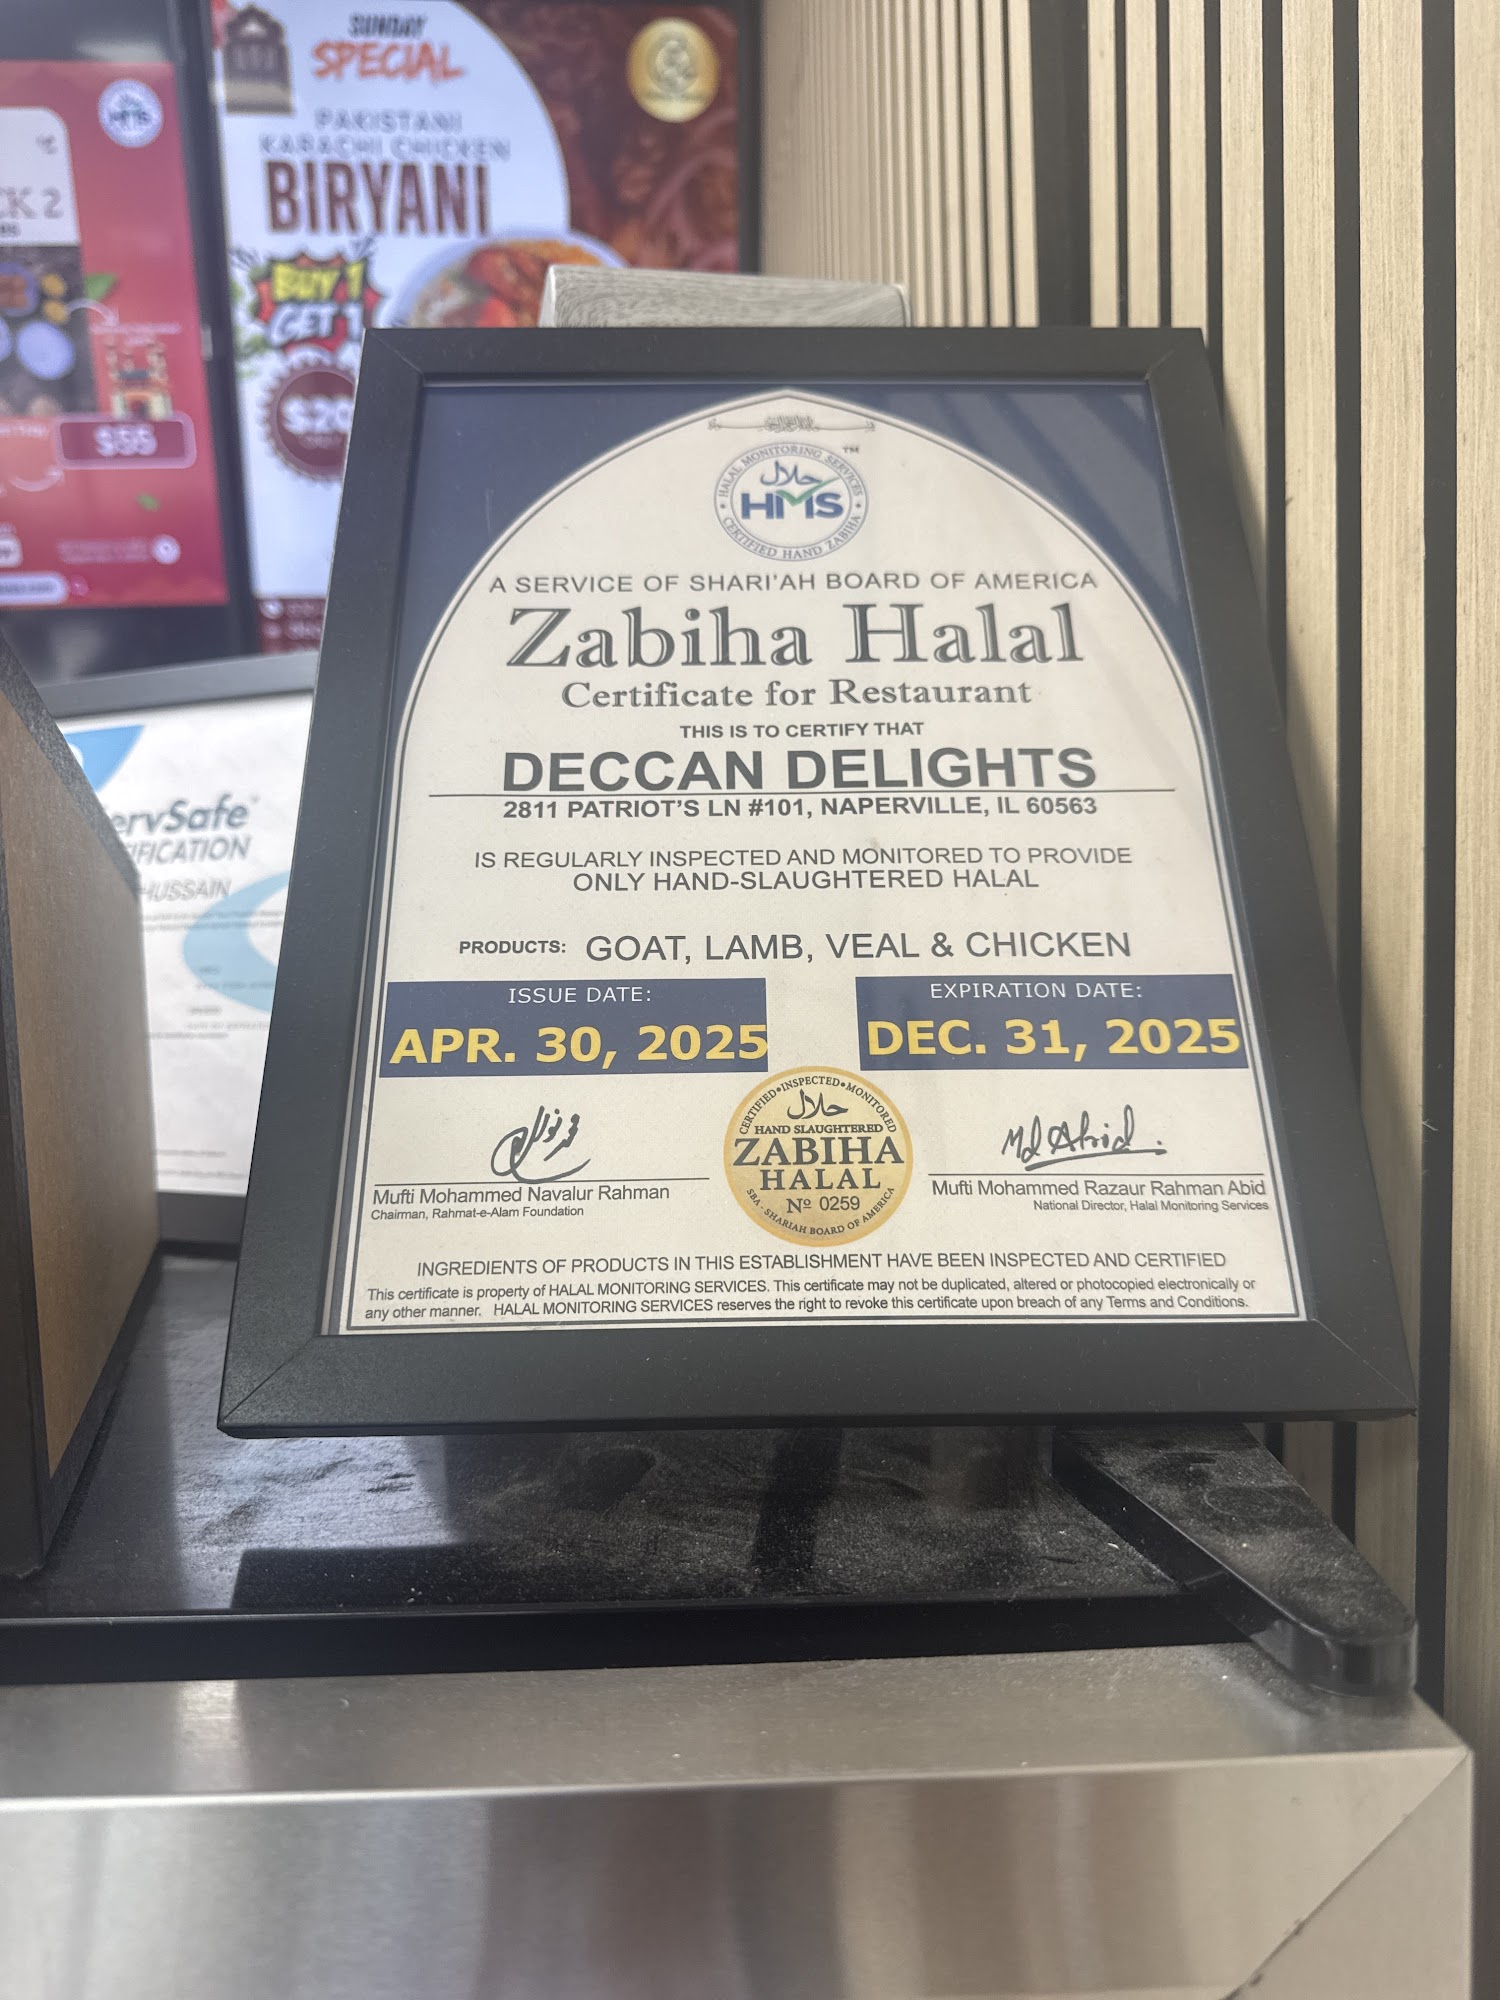 SUNDAY
SPECIAL
PAKISTANI
KARACHI CHICKEN
BIRYANI
BUY 1
GET 1
HMS
2
$55
ervSafe
HUSSAIN
HALAL MONITORING SERVICES
حلال
HMS
CERTIFIED HAND ZABIHA
TM
A SERVICE OF SHARI'AH BOARD OF AMERICA
Zabiha Halal
Certificate for Restaurant
THIS IS TO CERTIFY THAT
DECCAN DELIGHTS
2811 PATRIOT'S LN #101, NAPERVILLE, IL 60563
IS REGULARLY INSPECTED AND MONITORED TO PROVIDE
ONLY HAND-SLAUGHTERED HALAL
PRODUCTS: GOAT, LAMB, VEAL & CHICKEN
ISSUE DATE:
APR. 30, 2025
EXPIRATION DATE:
DEC. 31, 2025
CERTIFIED•INSPECTED•MONITORED
حلال
HAND SLAUGHTERED
ZABIHA
HALAL
Nº 0259
SBA - SHARIAH BOARD OF AMERICA
Mufti Mohammed Navalur Rahman
Chairman, Rahmat-e-Alam Foundation
Md Abid.
Mufti Mohammed Razaur Rahman Abid
National Director, Halal Monitoring Services
INGREDIENTS OF PRODUCTS IN THIS ESTABLISHMENT HAVE BEEN INSPECTED AND CERTIFIED
This certificate is property of HALAL MONITORING SERVICES. This certificate may not be duplicated, altered or photocopied electronically or
any other manner. HALAL MONITORING SERVICES reserves the right to revoke this certificate upon breach of any Terms and Conditions.